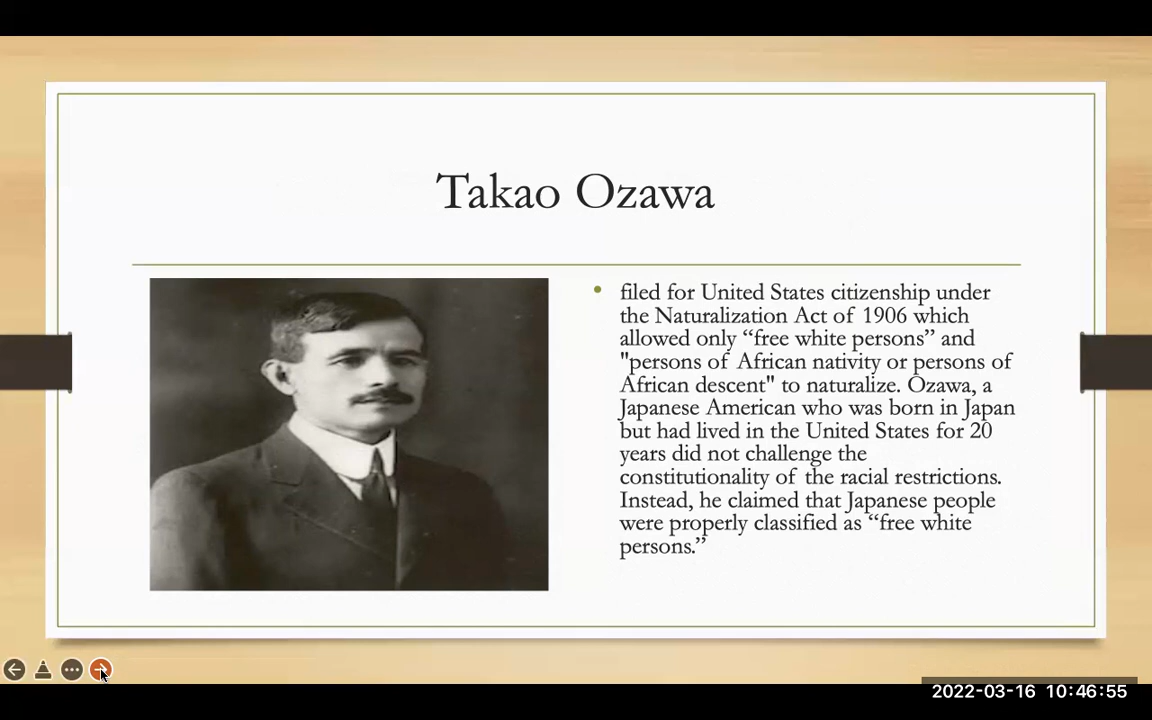 Takao Ozawa
filed for United States citizenship under
the Naturalization Act of 1906 which
allowed only “free white persons” and
"persons of African nativity or persons of
African descent" to naturalize. Ozawa, a
Japanese American who was born in Japan
but had lived in the United States for 20
years did not challenge the
constitutionality of the racial restrictions.
Instead, he claimed that Japanese people
were properly classified as “free white
persons.”
2022-03-16 10:46:55